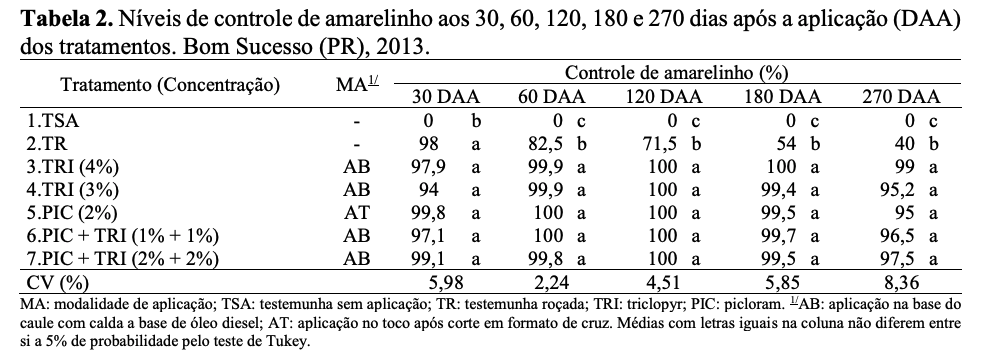 Tabela 2. Níveis de controle de amarelinho aos 30, 60, 120, 180 e 270 dias após a aplicação (DAA)
dos tratamentos. Bom Sucesso (PR), 2013.
Tratamento (Concentração) MA1/ Controle de amarelinho (%)
30 DAA 60 DAA 120 DAA 180 DAA 270 DAA
1.TSA - 0 b 0 c 0 c 0 c 0 c
2.TR - 98 a 82,5 b 71,5 b 54 b 40 b
3.TRI (4%) AB 97,9 a 99,9 a 100 a 100 a 99 a
4.TRI (3%) AB 94 a 99,9 a 100 a 99,4 a 95,2 a
5.PIC (2%) AT 99,8 a 100 a 100 a 99,5 a 95 a
6.PIC + TRI (1% + 1%) AB 97,1 a 100 a 100 a 99,7 a 96,5 a
7.PIC + TRI (2% + 2%) AB 99,1 a 99,8 a 100 a 99,5 a 97,5 a
CV (%) 5,98 2,24 4,51 5,85 8,36
MA: modalidade de aplicação; TSA: testemunha sem aplicação; TR: testemunha roçada; TRI: triclopyr; PIC: picloram. 1/AB: aplicação na base do
caule com calda a base de óleo diesel; AT: aplicação no toco após corte em formato de cruz. Médias com letras iguais na coluna não diferem entre
si a 5% de probabilidade pelo teste de Tukey.